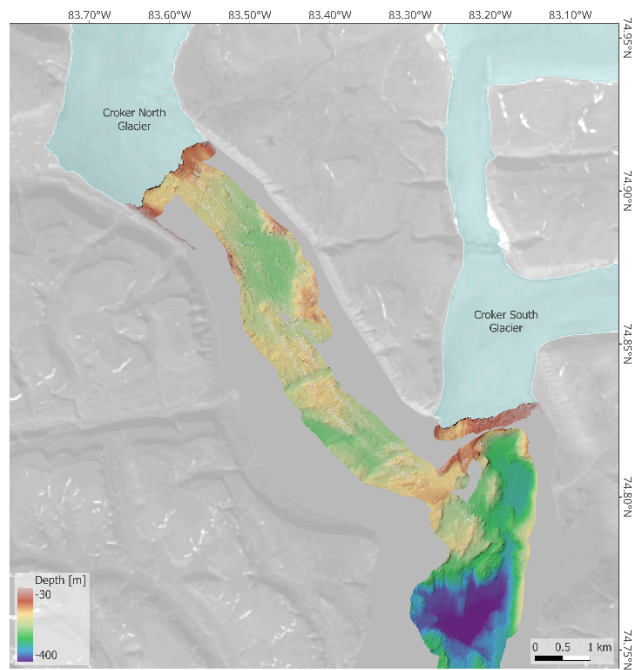 83.70°W 83.60°W 83.50°W 83.40°W 83.30°W 83.20°W 83.10°W
74.95°N
Croker North
Glacier
74.90°N
Croker South
Glacier
74.85°N
74.80°N
Depth [m]
-30
-400
0 0.5 1 km
74.75°N